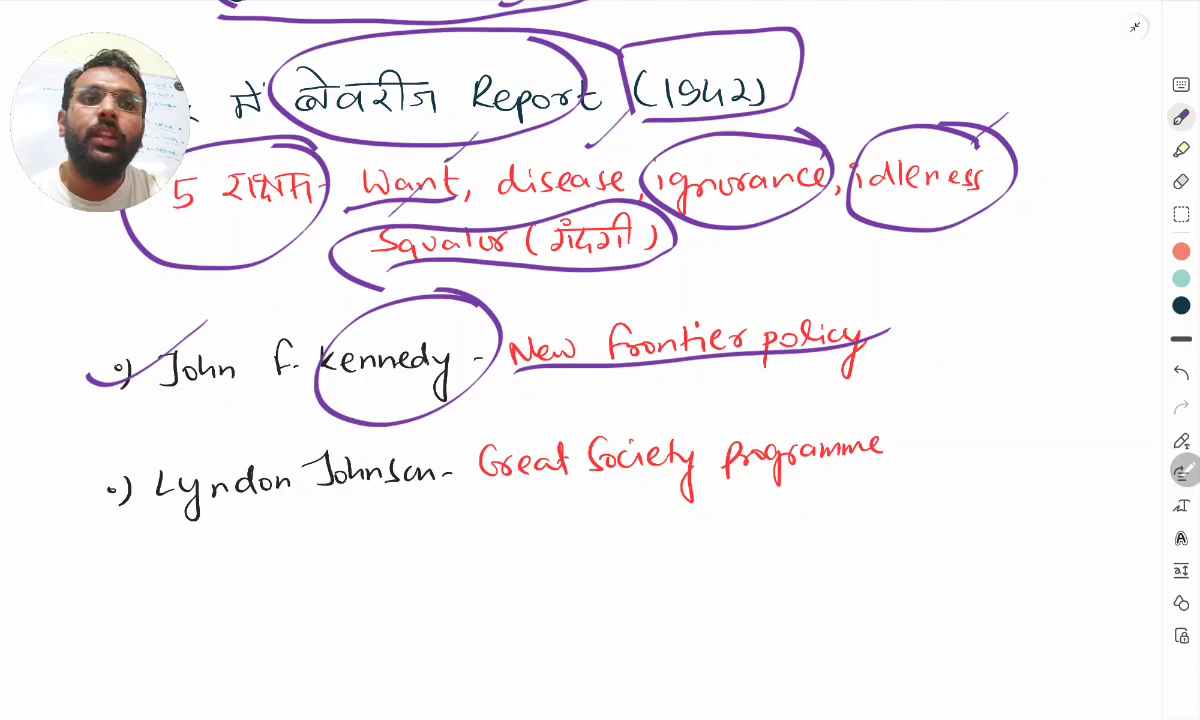 में बेवरीज Report (1942)
5 राक्षस - Want, disease, ignorance, idleness
Squalor (गंदगी)
•) John F. Kennedy - New Frontier policy
•) Lyndon Johnson - Great Society Programme